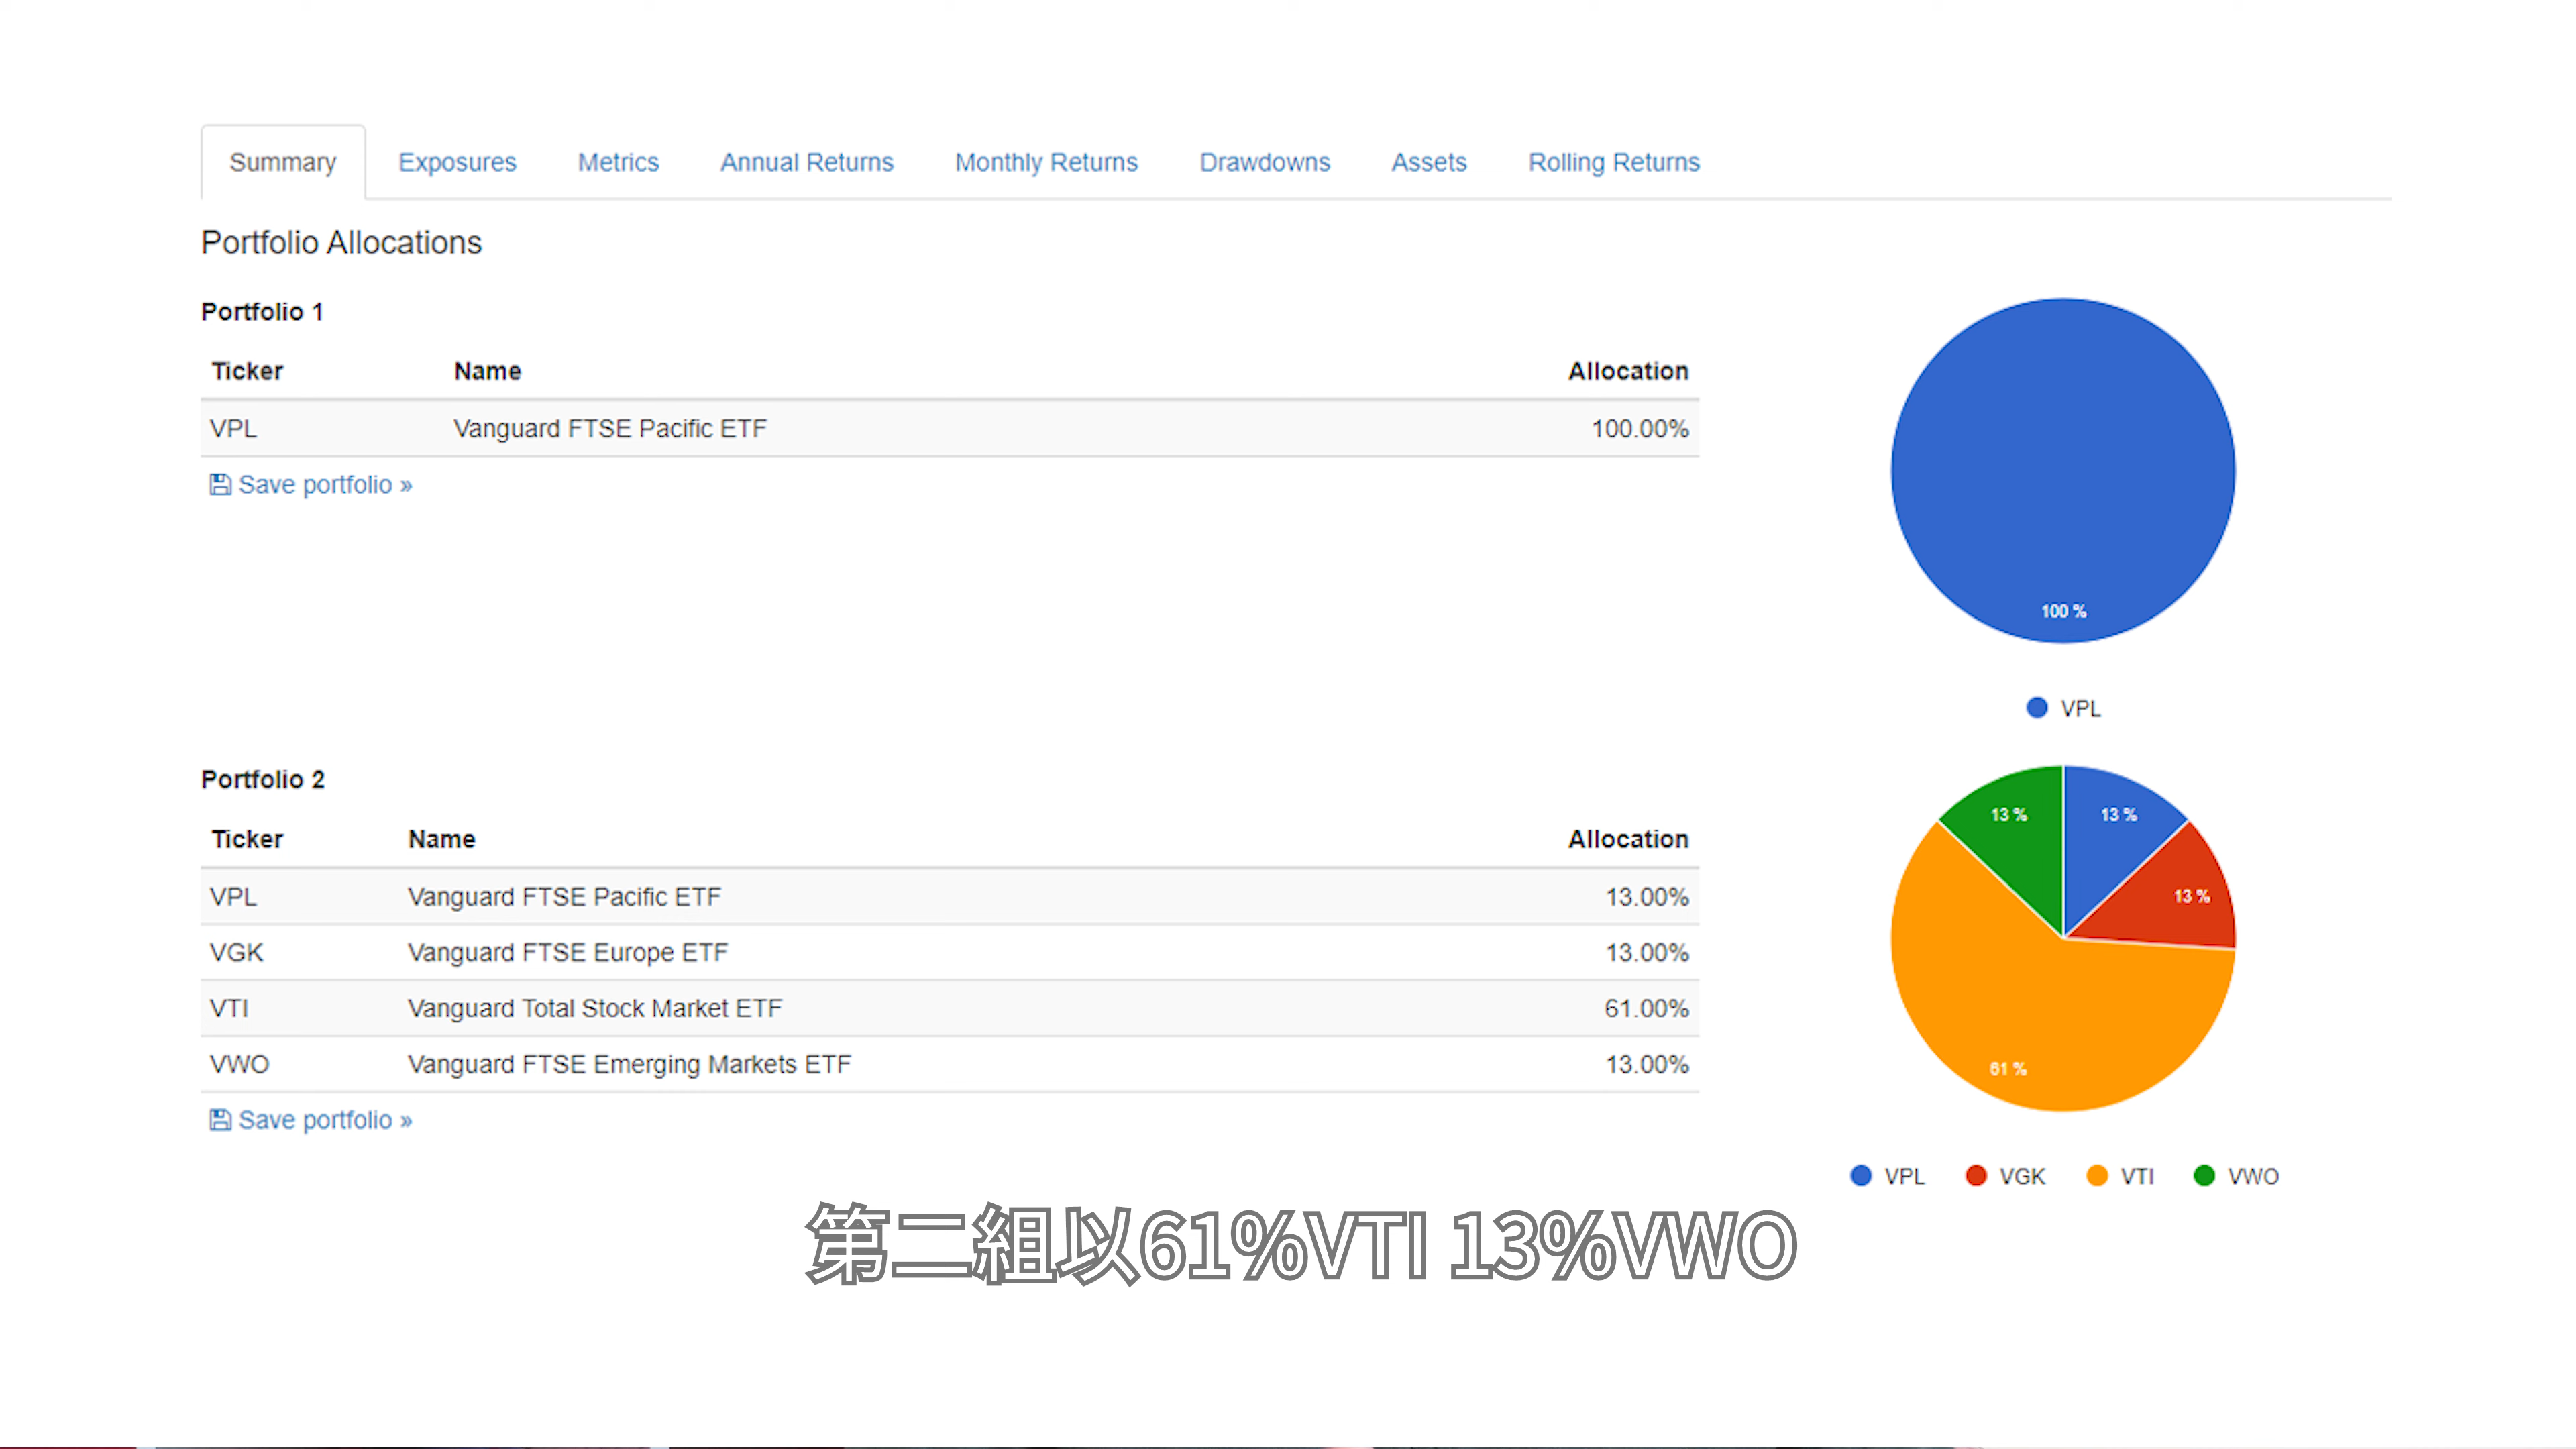 Summary Exposures Metrics Annual Returns Monthly Returns Drawdowns Assets Rolling Returns
Portfolio Allocations
Portfolio 1
Ticker Name Allocation
VPL Vanguard FTSE Pacific ETF 100.00%
Save portfolio »
100 %
VPL
Portfolio 2
Ticker Name Allocation
VPL Vanguard FTSE Pacific ETF 13.00%
VGK Vanguard FTSE Europe ETF 13.00%
VTI Vanguard Total Stock Market ETF 61.00%
VWO Vanguard FTSE Emerging Markets ETF 13.00%
Save portfolio »
13 % 13 %
13 %
61 %
VPL VGK VTI VWO
第二組以61%VTI 13%VWO